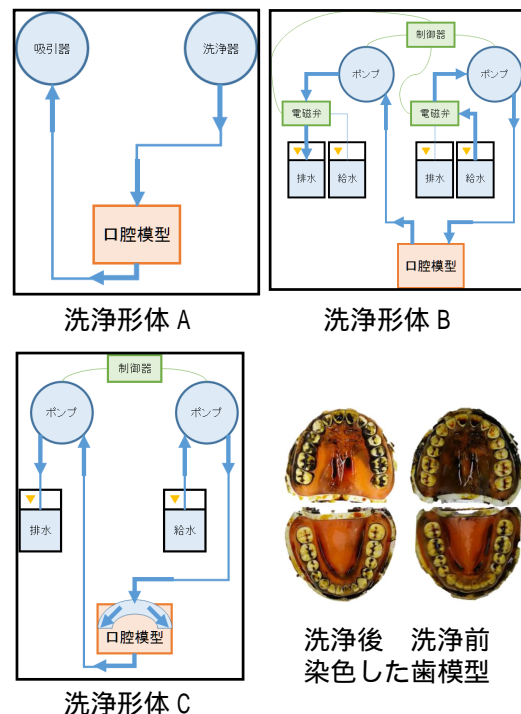 吸引器
洗浄器
口腔模型
洗浄形体 A
制御器
ポンプ
ポンプ
電磁弁
電磁弁
排水
給水
排水
給水
口腔模型
洗浄形体 B
制御器
ポンプ
ポンプ
排水
給水
口腔模型
洗浄形体 C
洗浄後 洗浄前
染色した歯模型